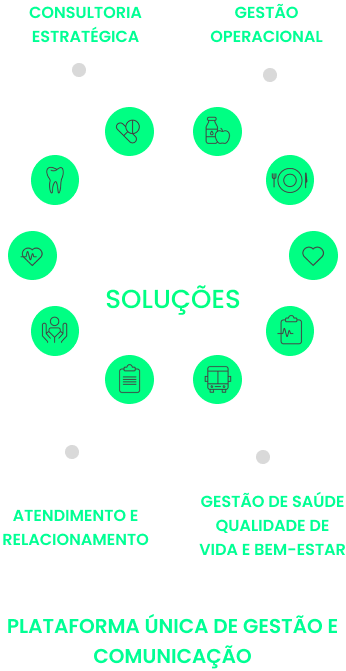 CONSULTORIA
ESTRATÉGICA
GESTÃO
OPERACIONAL
SOLUÇÕES
ATENDIMENTO E
RELACIONAMENTO
GESTÃO DE SAÚDE
QUALIDADE DE
VIDA E BEM-ESTAR
PLATAFORMA ÚNICA DE GESTÃO E
COMUNICAÇÃO